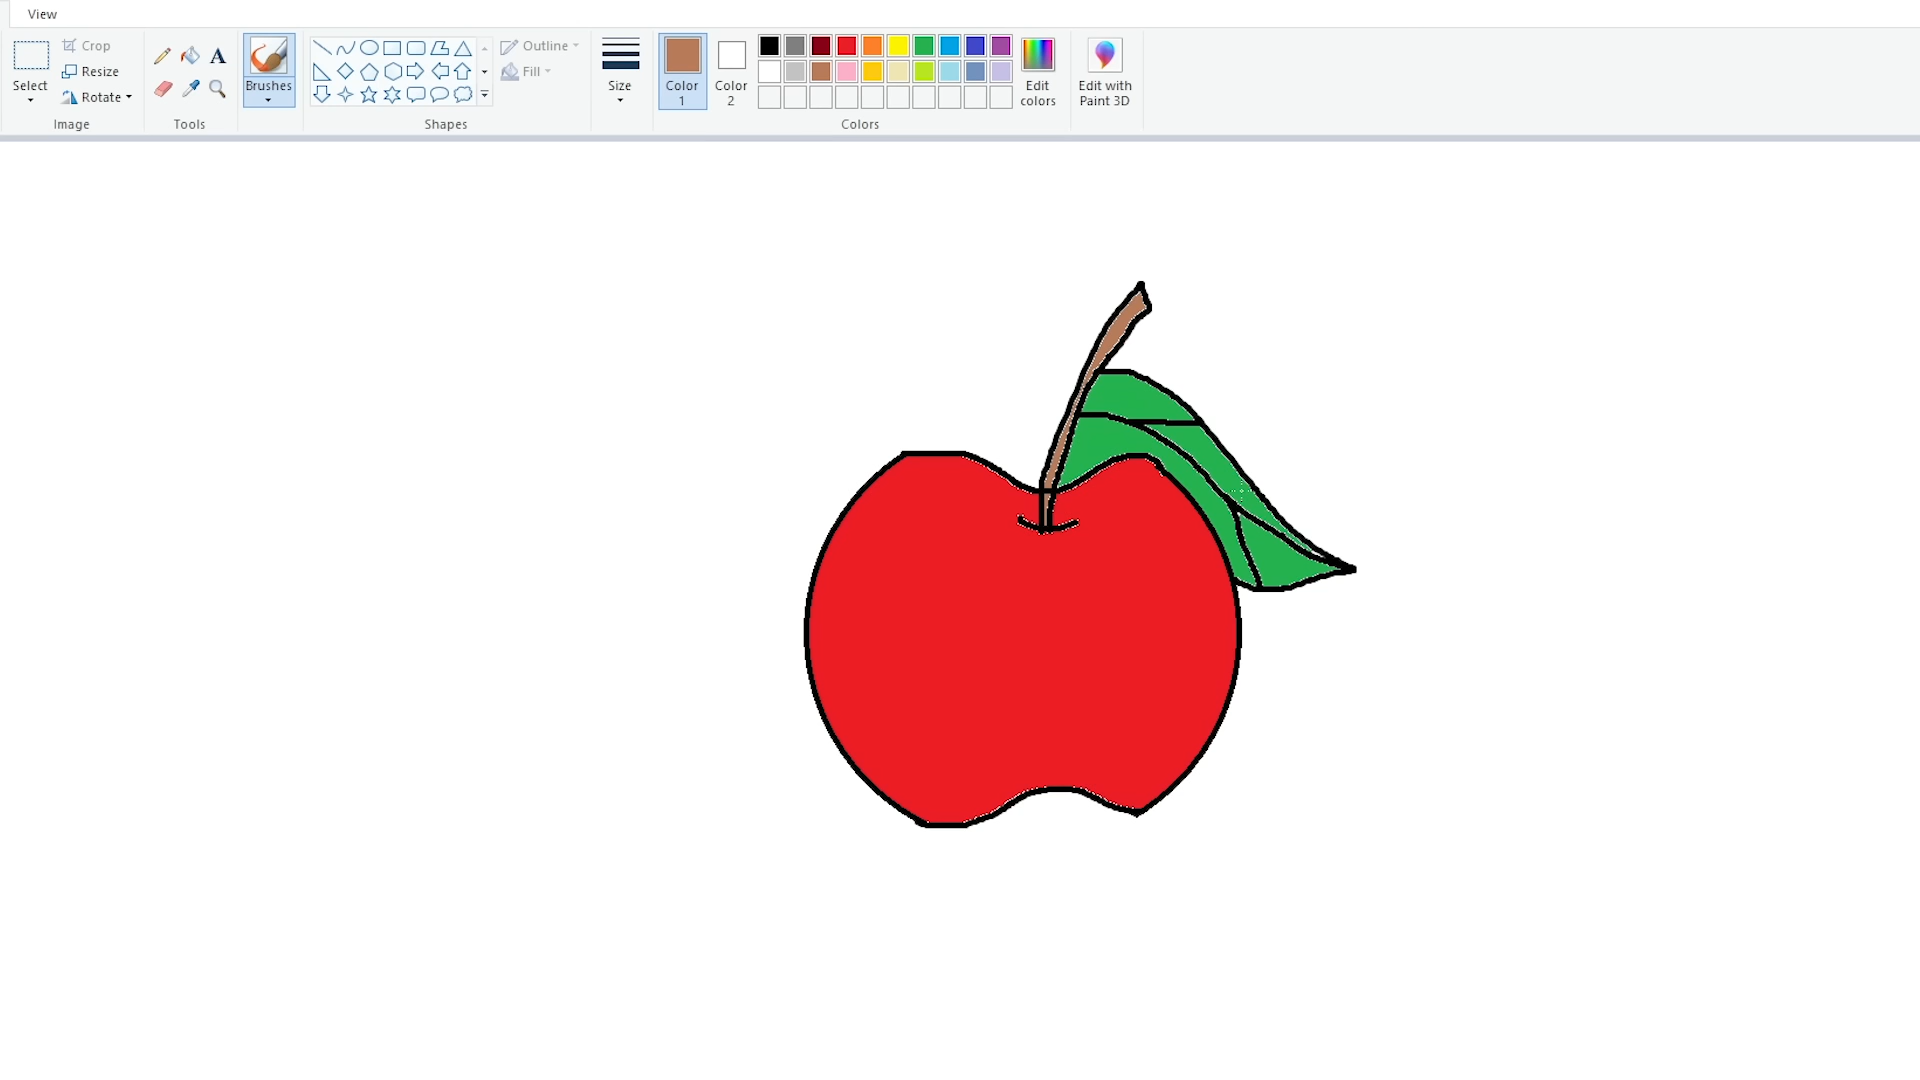 View
Select
Crop
Resize
Rotate
Image
A
Tools
Brushes
Outline
Fill
Shapes
Size
Color
1
Color
2
Edit
colors
Colors
Edit with
Paint 3D